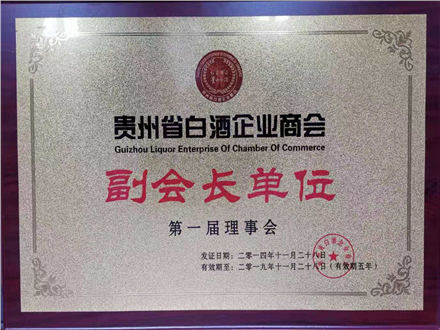 贵州省白酒企业商会
Guizhou Liquor Enterprise Of Chamber Of Commerce
副会长单位
第一届理事会
发证日期：二零一四年十一月二十八日
有效期至：二零一九年十一月二十八日（有效期五年）